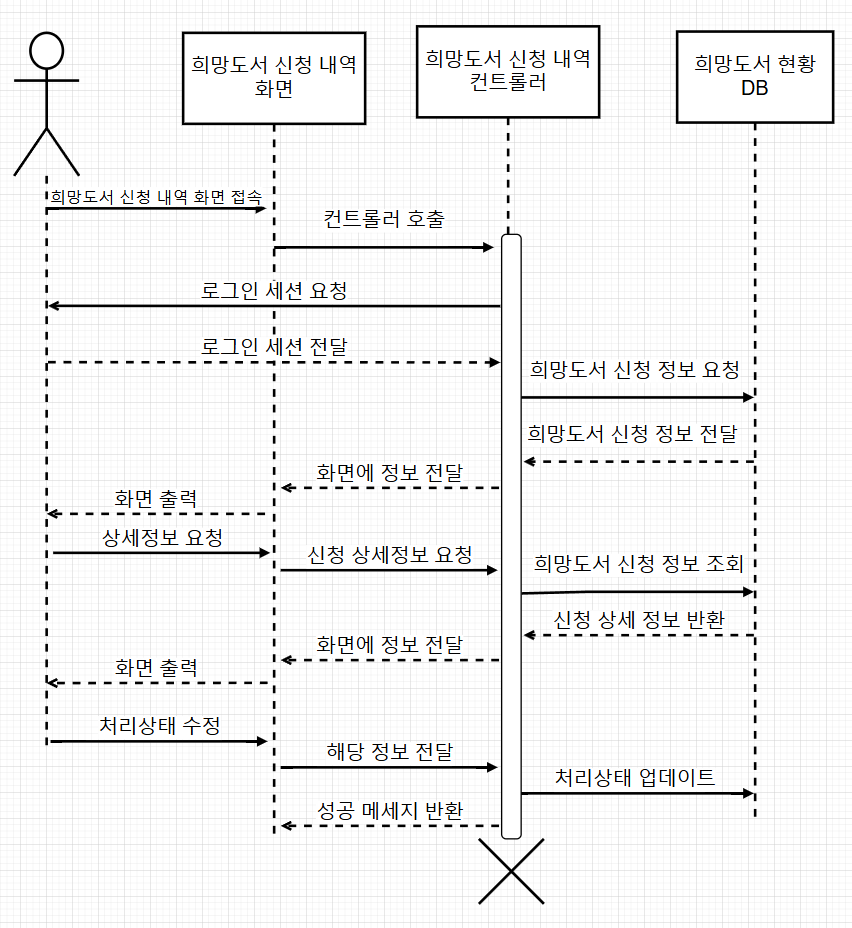 희망도서 신청 내역
화면
희망도서 신청 내역
컨트롤러
희망도서 현황
DB
희망도서 신청 내역 화면 접속
컨트롤러 호출
로그인 세션 요청
로그인 세션 전달
희망도서 신청 정보 요청
희망도서 신청 정보 전달
화면에 정보 전달
화면 출력
상세정보 요청
신청 상세정보 요청
희망도서 신청 정보 조회
신청 상세 정보 반환
화면에 정보 전달
화면 출력
처리상태 수정
해당 정보 전달
처리상태 업데이트
성공 메세지 반환